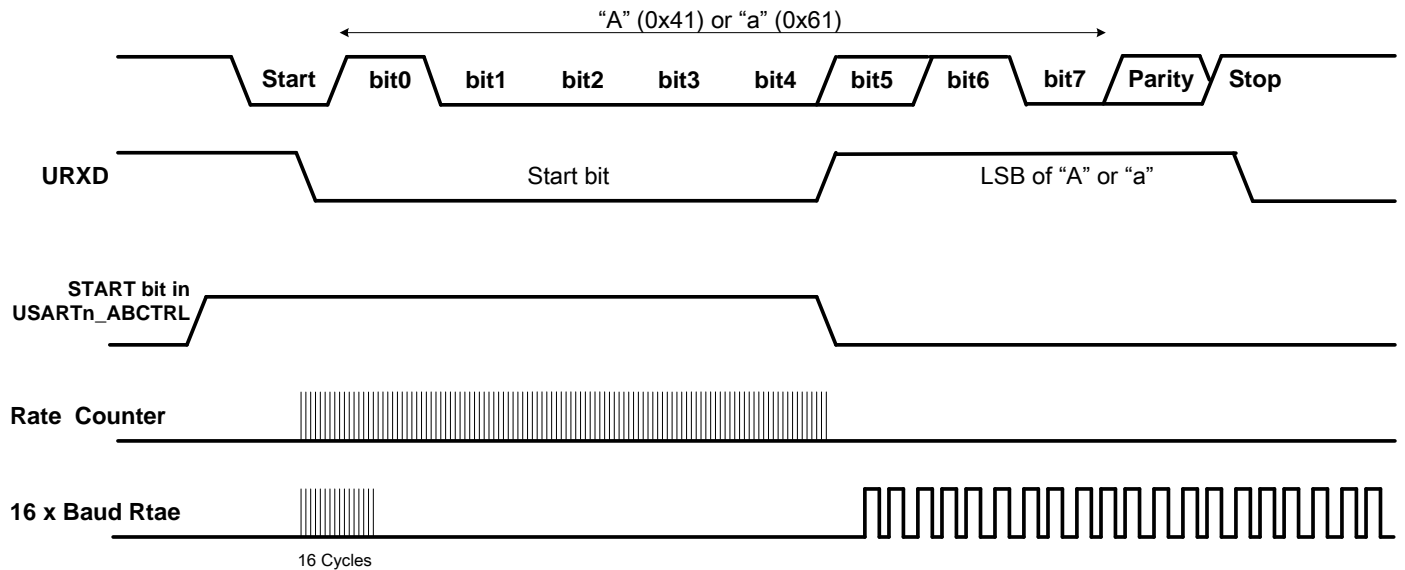 “A” (0x41) or “a” (0x61)
Start bit0 bit1 bit2 bit3 bit4 bit5 bit6 bit7 Parity Stop
URXD Start bit LSB of “A” or “a”
START bit in
USARTn_ABCTRL
Rate Counter
16 x Baud Rtae
16 Cycles